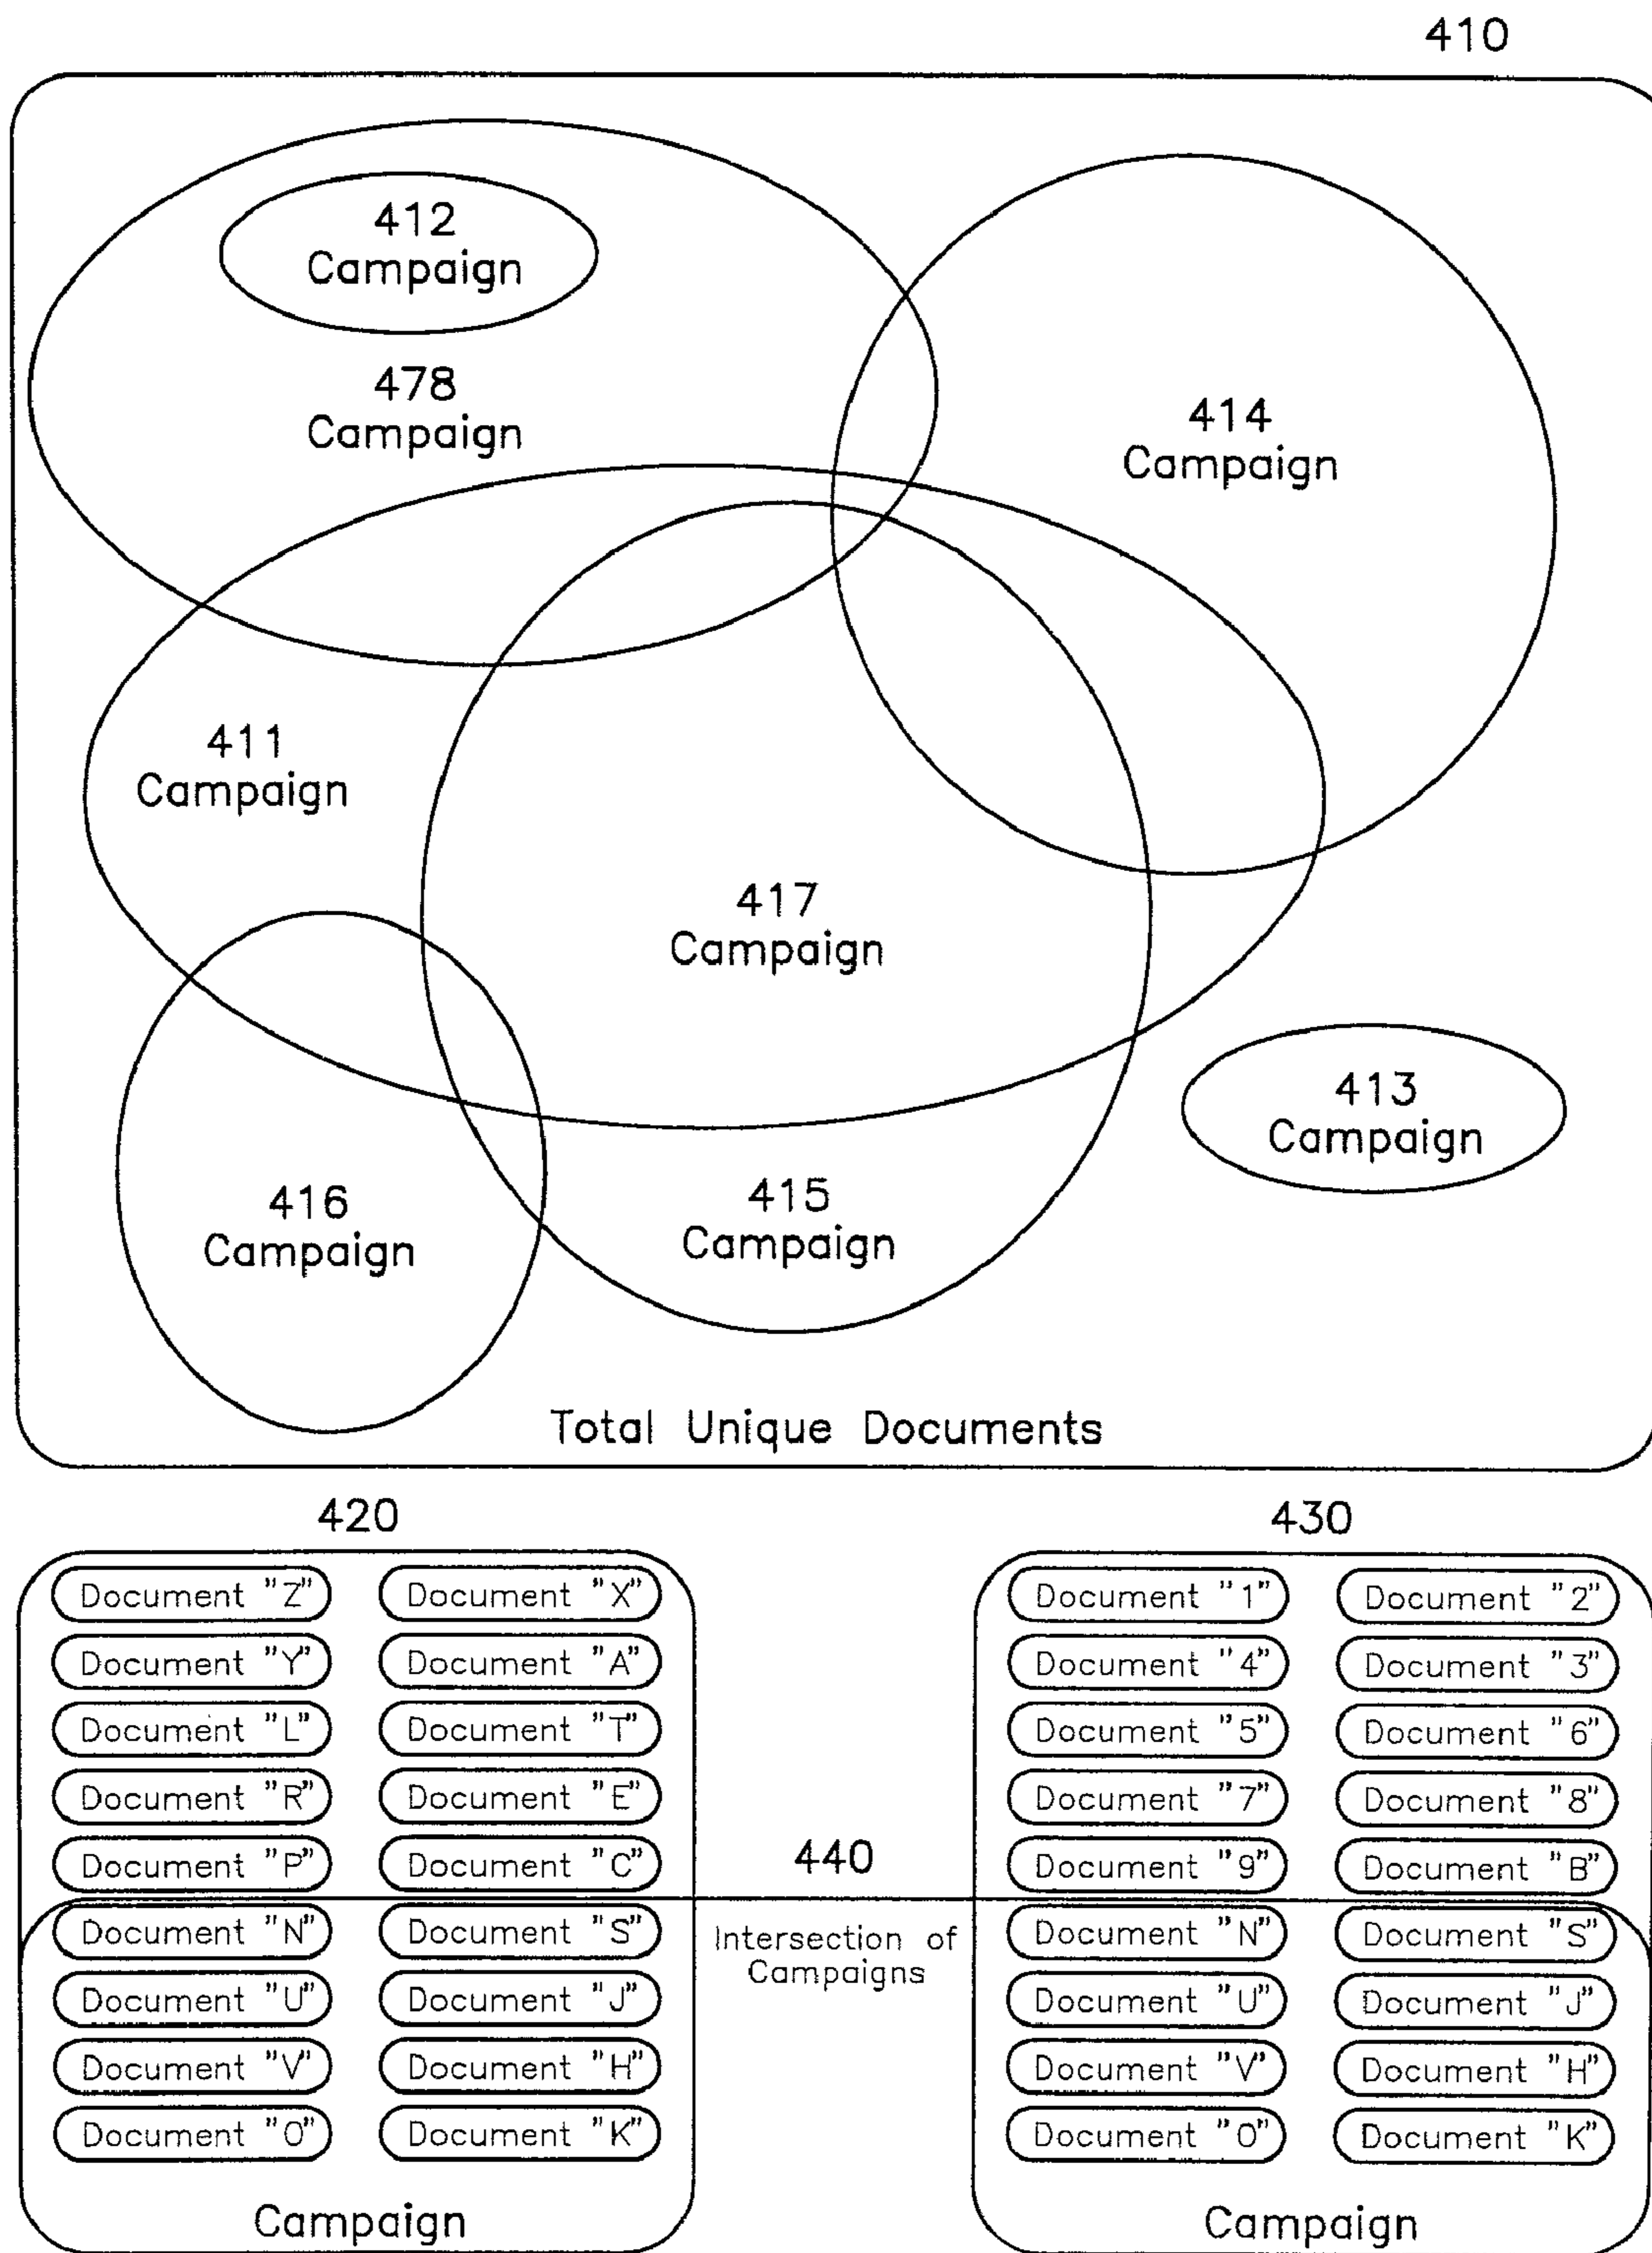 410
412
Campaign
478
Campaign
414
Campaign
411
Campaign
417
Campaign
413
Campaign
416
Campaign
415
Campaign
Total Unique Documents
420
430
Document "Z" Document "X"
Document "1" Document "2"
Document "Y" Document "A"
Document "4" Document "3"
Document "L" Document "T"
Document "5" Document "6"
Document "R" Document "E"
Document "7" Document "8"
Document "P" Document "C"
440
Document "9" Document "B"
Document "N" Document "S"
Intersection of
Campaigns
Document "N" Document "S"
Document "U" Document "J"
Document "U" Document "J"
Document "V" Document "H"
Document "V" Document "H"
Document "O" Document "K"
Document "O" Document "K"
Campaign
Campaign